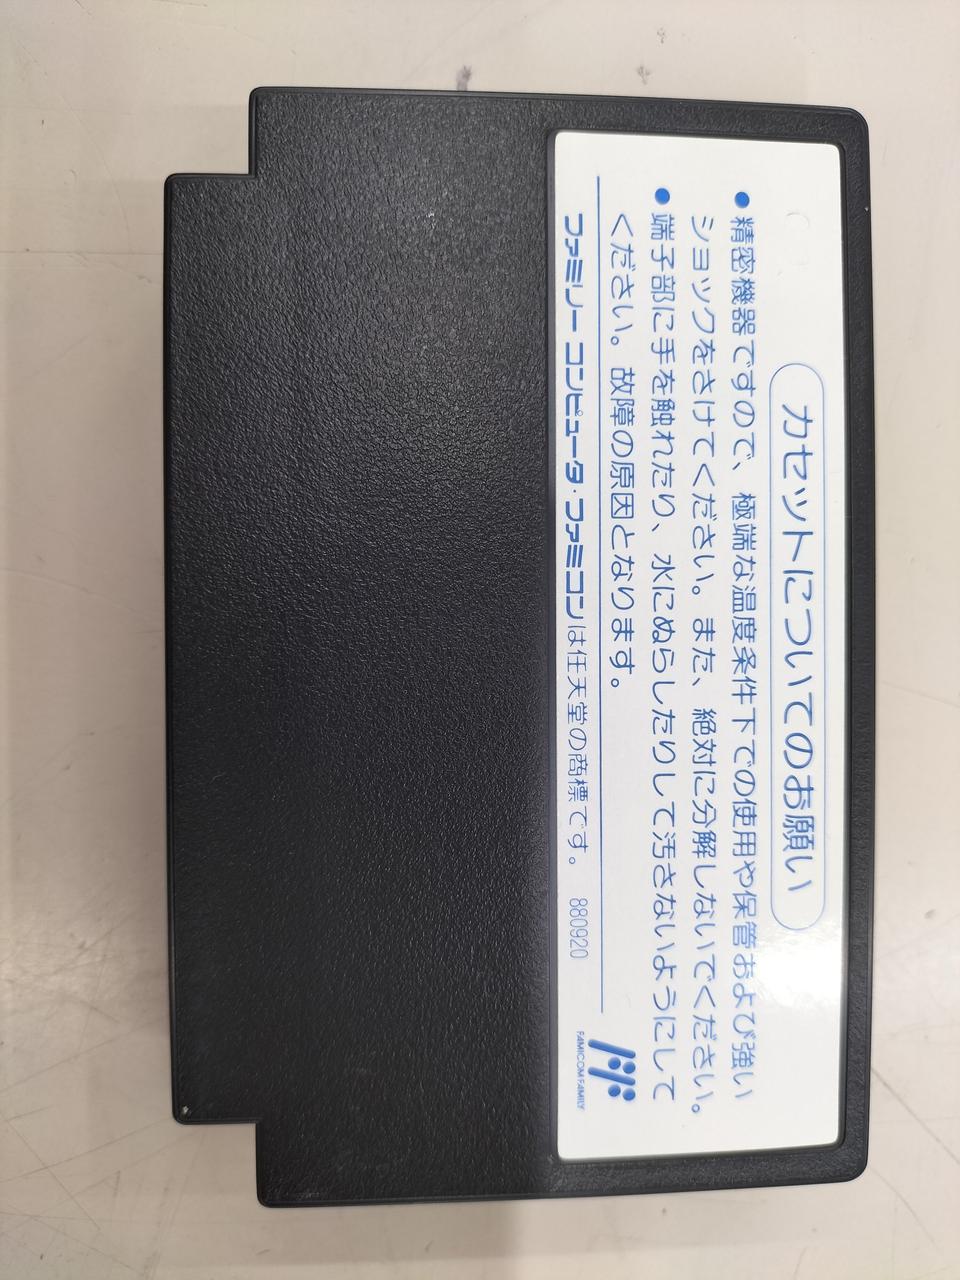 カセットについてのお願い
●精密機器ですので、極端な温度条件下での使用や保管および強い
ショックをさけてください。また、絶対に分解しないでください。
●端子部に手を触れたり、水にぬらしたりして汚さないようにして
ください。故障の原因となります。
ファミリーコンピュータ・ファミコンは任天堂の商標です。 880920
FAMICOM FAMILY